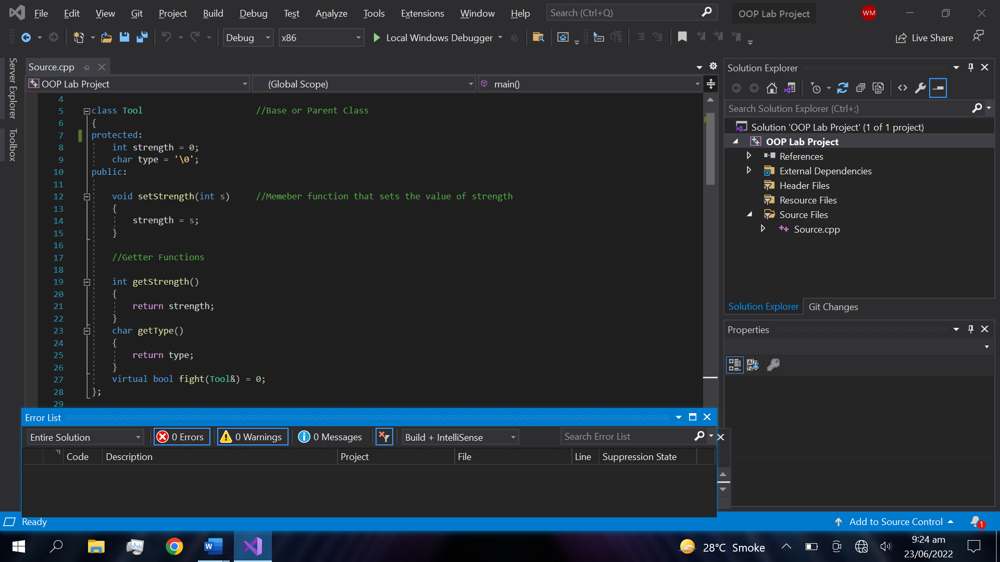 File Edit View Git Project Build Debug Test Analyze Tools Extensions Window Help Search (Ctrl+Q) OOP Lab Project WM
Debug x86 Local Windows Debugger Live Share
Server Explorer
Toolbox
Source.cpp
OOP Lab Project (Global Scope) main()
4
5 class Tool //Base or Parent Class
6 {
7 protected:
8 int strength = 0;
9 char type = '\0';
10 public:
11
12 void setStrength(int s) //Memeber function that sets the value of strength
13 {
14 strength = s;
15 }
16
17 //Getter Functions
18
19 int getStrength()
20 {
21 return strength;
22 }
23 char getType()
24 {
25 return type;
26 }
27 virtual bool fight(Tool&) = 0;
28 };
29
Solution Explorer
Search Solution Explorer (Ctrl+;)
Solution 'OOP Lab Project' (1 of 1 project)
OOP Lab Project
References
External Dependencies
Header Files
Resource Files
Source Files
Source.cpp
Solution Explorer Git Changes
Properties
Error List
Entire Solution 0 Errors 0 Warnings 0 Messages Build + IntelliSense Search Error List
Code Description Project File Line Suppression State
Ready Add to Source Control 1
28°C Smoke 9:24 am
23/06/2022